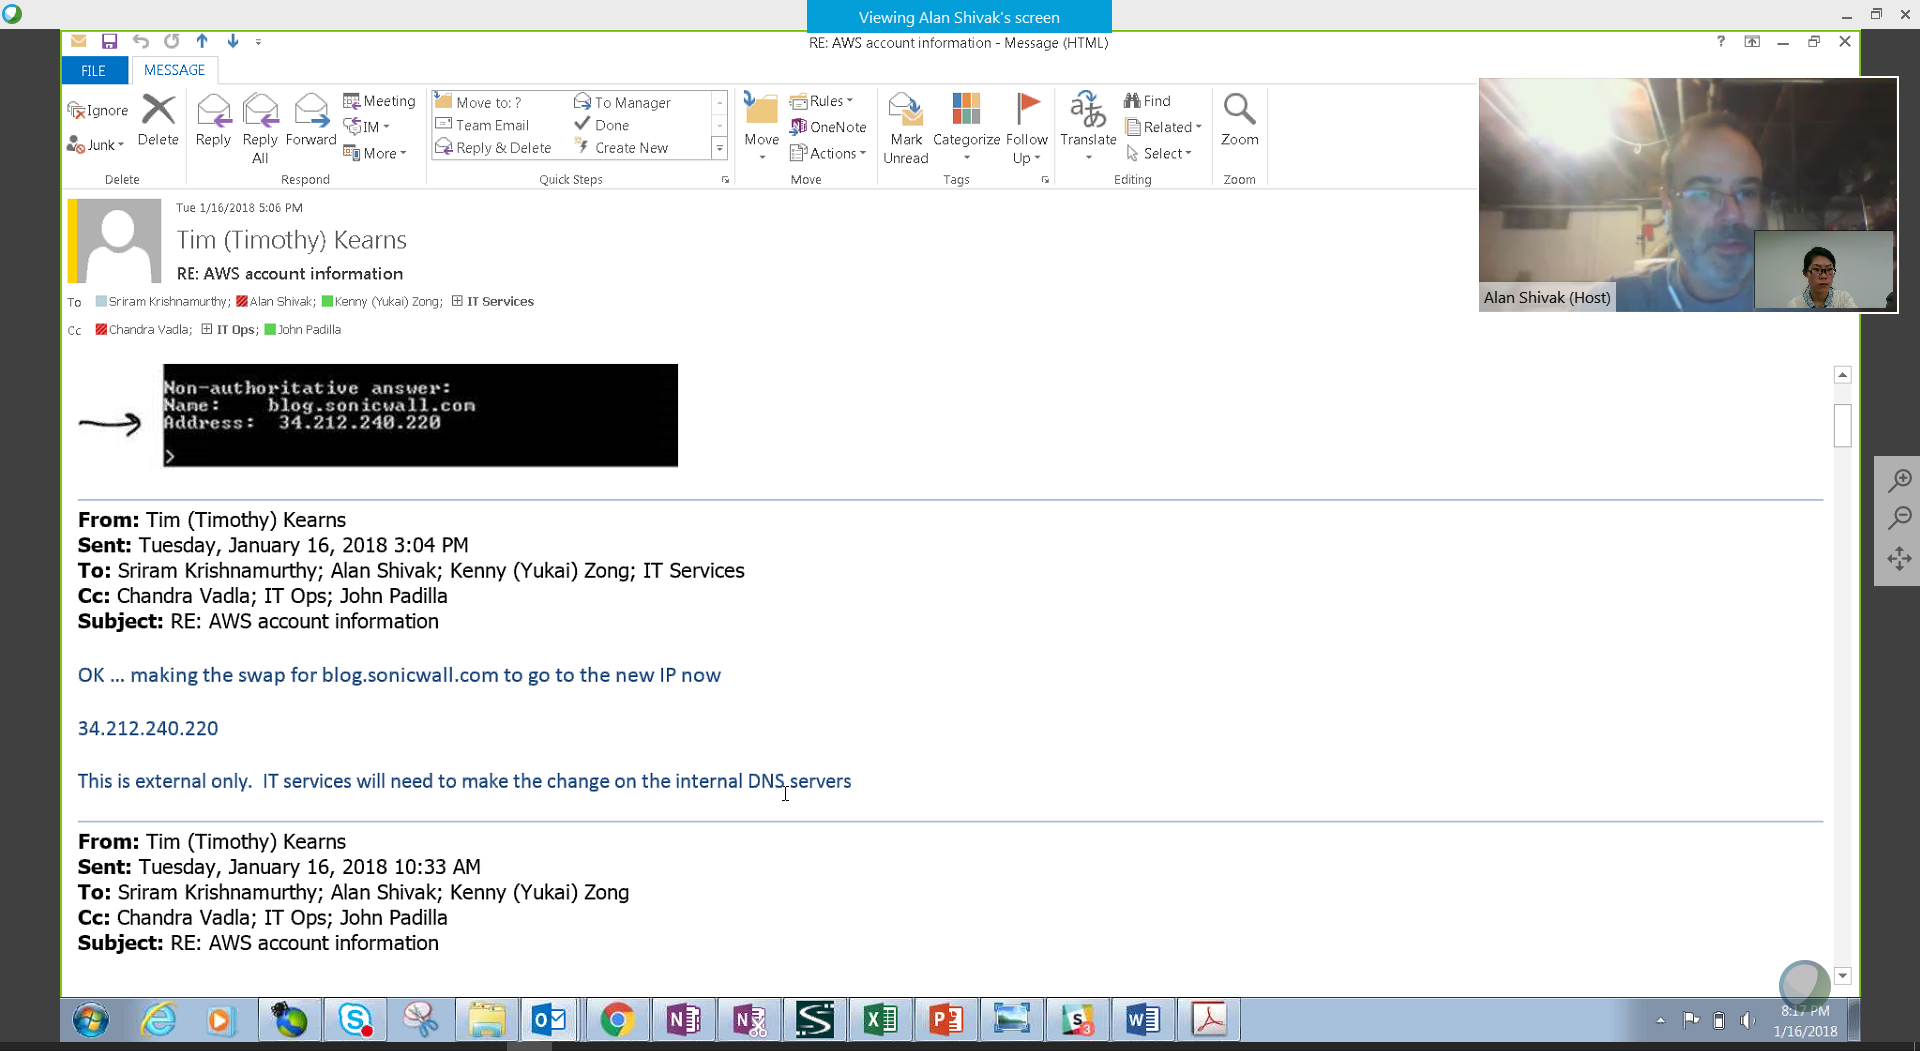 Viewing Alan Shivak's screen
RE: AWS account information - Message (HTML)
FILE MESSAGE
Ignore
Junk
Delete
Delete
Reply
Reply All
Forward
Meeting
IM
More
Respond
Move to: ?
Team Email
Reply & Delete
To Manager
Done
Create New
Quick Steps
Move
Rules
OneNote
Actions
Move
Mark Unread
Categorize
Follow Up
Tags
Translate
Find
Related
Select
Editing
Zoom
Zoom
Alan Shivak (Host)
Tue 1/16/2018 5:06 PM
Tim (Timothy) Kearns
RE: AWS account information
To Sriram Krishnamurthy; Alan Shivak; Kenny (Yukai) Zong; IT Services
Cc Chandra Vadla; IT Ops; John Padilla
Non-authoritative answer:
Name: blog.sonicwall.com
Address: 34.212.240.220
>
From: Tim (Timothy) Kearns
Sent: Tuesday, January 16, 2018 3:04 PM
To: Sriram Krishnamurthy; Alan Shivak; Kenny (Yukai) Zong; IT Services
Cc: Chandra Vadla; IT Ops; John Padilla
Subject: RE: AWS account information
OK ... making the swap for blog.sonicwall.com to go to the new IP now
34.212.240.220
This is external only.  IT services will need to make the change on the internal DNS servers
From: Tim (Timothy) Kearns
Sent: Tuesday, January 16, 2018 10:33 AM
To: Sriram Krishnamurthy; Alan Shivak; Kenny (Yukai) Zong
Cc: Chandra Vadla; IT Ops; John Padilla
Subject: RE: AWS account information
8:17 PM
1/16/2018